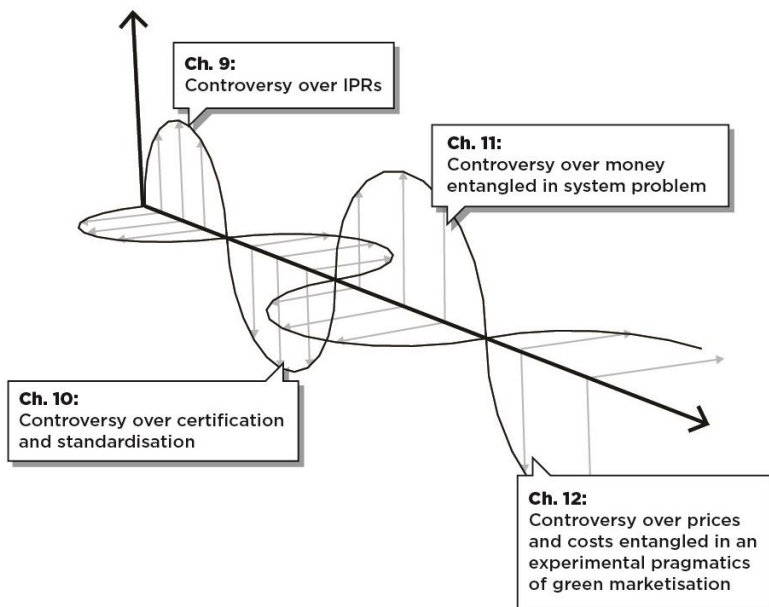 Ch. 9:
Controversy over IPRs
Ch. 11:
Controversy over money
entangled in system problem
Ch. 10:
Controversy over certification
and standardisation
Ch. 12:
Controversy over prices
and costs entangled in an
experimental pragmatics
of green marketisation